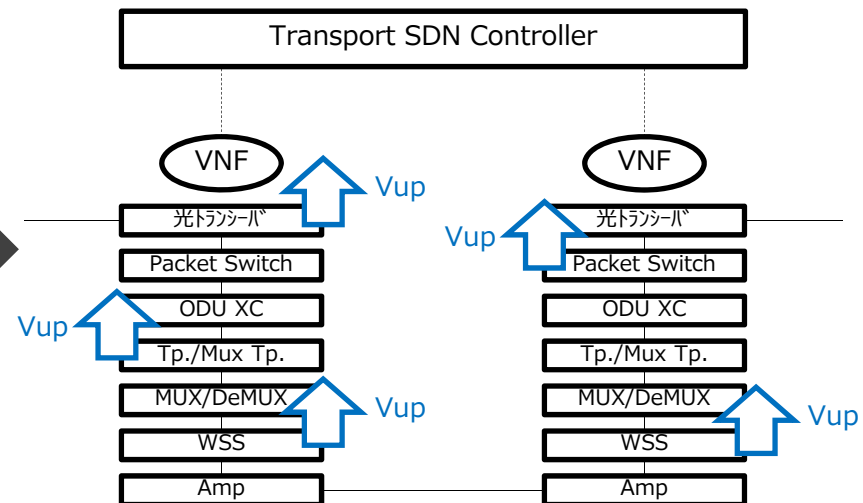 Transport SDN Controller
VNF
VNF
Vup
光ﾄﾗﾝｼｰﾊﾞ
Vup
光ﾄﾗﾝｼｰﾊﾞ
Packet Switch
Packet Switch
Vup
ODU XC
ODU XC
Tp./Mux Tp.
Tp./Mux Tp.
MUX/DeMUX
Vup
MUX/DeMUX
Vup
WSS
WSS
Amp
Amp